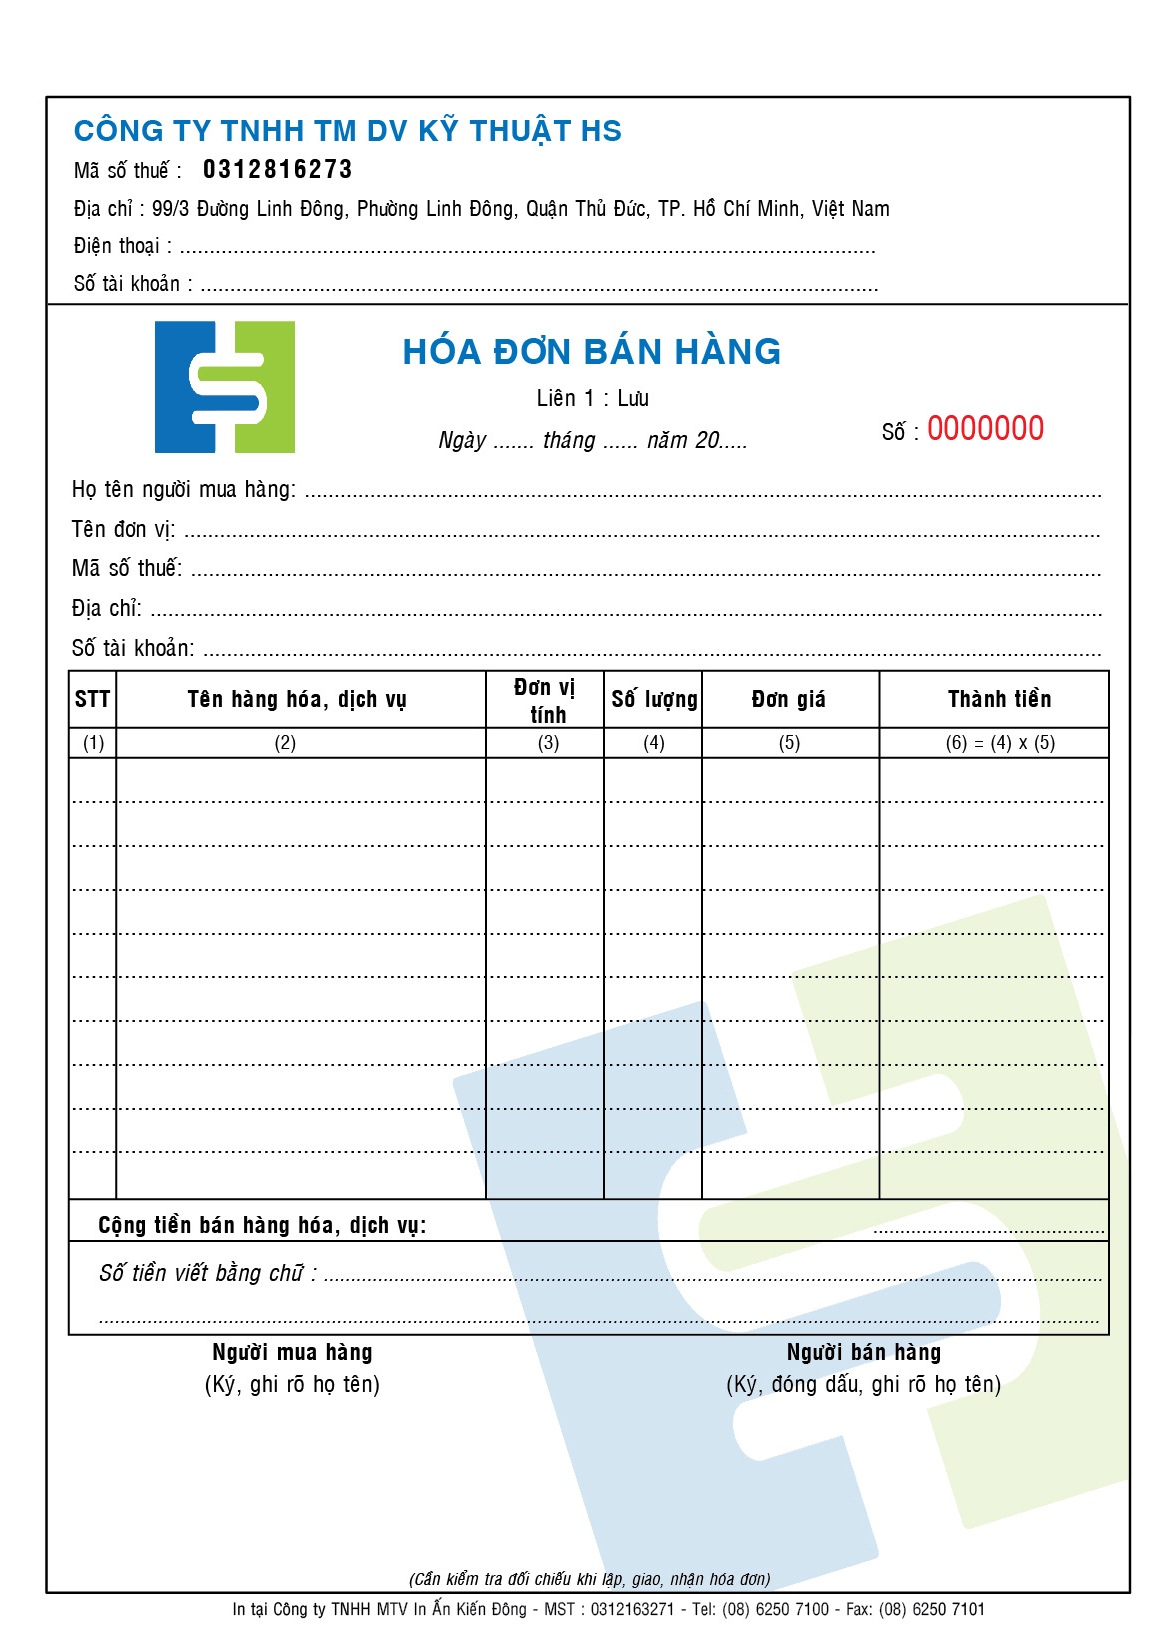 CÔNG TY TNHH TM DV KỸ THUẬT HS
Mã số thuế : 0312816273
Địa chỉ : 99/3 Đường Linh Đông, Phường Linh Đông, Quận Thủ Đức, TP. Hồ Chí Minh, Việt Nam
Điện thoại : ........................................
Số tài khoản : ........................................
HÓA ĐƠN BÁN HÀNG
Liên 1 : Lưu
Ngày ....... tháng ...... năm 20.....
Số : 0000000
Họ tên người mua hàng: ........................................
Tên đơn vị: ........................................
Mã số thuế: ........................................
Địa chỉ: ........................................
Số tài khoản: ........................................
STT Tên hàng hóa, dịch vụ Đơn vị tính Số lượng Đơn giá Thành tiền
(1) (2) (3) (4) (5) (6) = (4) x (5)
Cộng tiền bán hàng hóa, dịch vụ: ........................................
Số tiền viết bằng chữ : ........................................
Người mua hàng Người bán hàng
(Ký, ghi rõ họ tên) (Ký, đóng dấu, ghi rõ họ tên)
(Cần kiểm tra đối chiếu khi lập, giao, nhận hóa đơn)
In tại Công ty TNHH MTV In Ấn Kiến Đông - MST : 0312163271 - Tel: (08) 6250 7100 - Fax: (08) 6250 7101